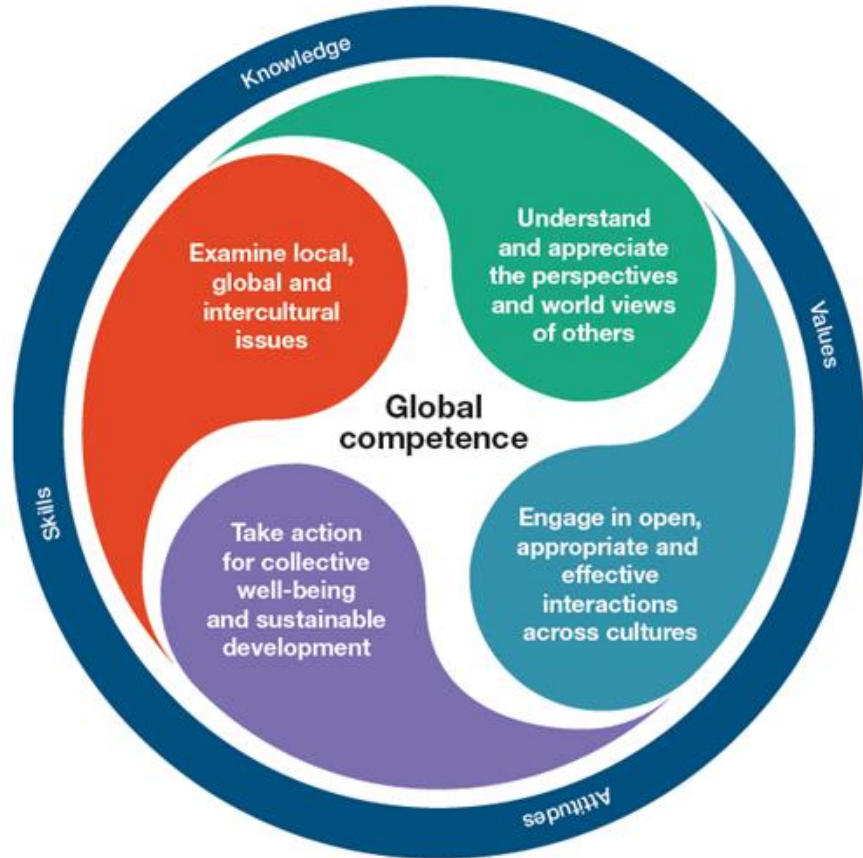 Knowledge
Examine local,
global and
intercultural
issues
Understand
and appreciate
the perspectives
and world views
of others
Values
Global
competence
Skills
Take action
for collective
well-being
and sustainable
development
Engage in open,
appropriate and
effective
interactions
across cultures
Attitudes